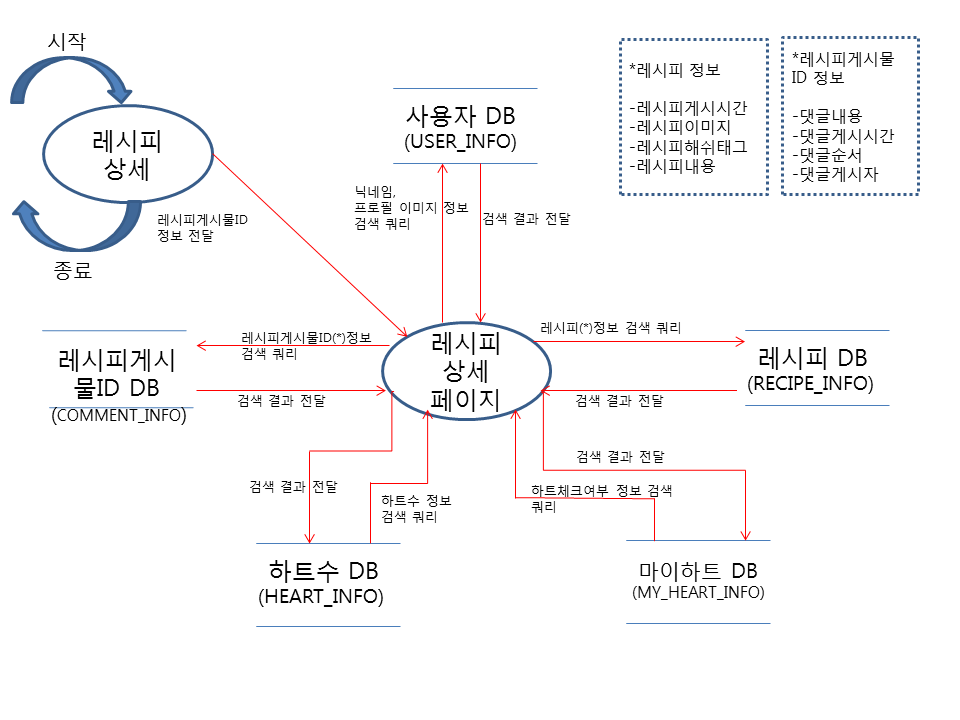 시작
레시피
상세
종료
레시피게시물ID
정보 전달
사용자 DB
(USER_INFO)
닉네임,
프로필 이미지 정보
검색 쿼리
검색 결과 전달
*레시피 정보
-레시피게시시간
-레시피이미지
-레시피해쉬태그
-레시피내용
*레시피게시물
ID 정보
-댓글내용
-댓글게시시간
-댓글순서
-댓글게시자
레시피게시
물ID DB
(COMMENT_INFO)
레시피게시물ID(*)정보
검색 쿼리
검색 결과 전달
레시피
상세
페이지
레시피(*)정보 검색 쿼리
검색 결과 전달
레시피 DB
(RECIPE_INFO)
검색 결과 전달
하트수 정보
검색 쿼리
검색 결과 전달
하트체크여부 정보 검색
쿼리
하트수 DB
(HEART_INFO)
마이하트 DB
(MY_HEART_INFO)